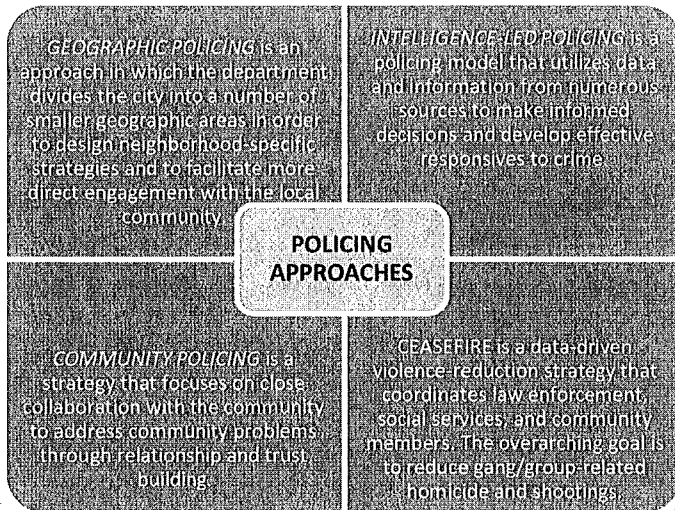 GEOGRAPHIC POLICING is an
approach in which the department
divides the city into a number of
smaller geographic areas in order
to design neighborhood-specific
strategies and to facilitate more
direct engagement with the local
community.
INTELLIGENCE-LED POLICING is a
policing model that utilizes data
and information from numerous
sources to make informed
decisions and develop effective
responsives to crime
POLICING
APPROACHES
COMMUNITY POLICING is a
strategy that focuses on close
collaboration with the community
to address community problems
through relationship and trust
building.
CEASEFIRE is a data-driven
violence-reduction strategy that
coordinates law enforcement,
social services, and community
members. The overarching goal is
to reduce gang/group-related
homicide and shootings.